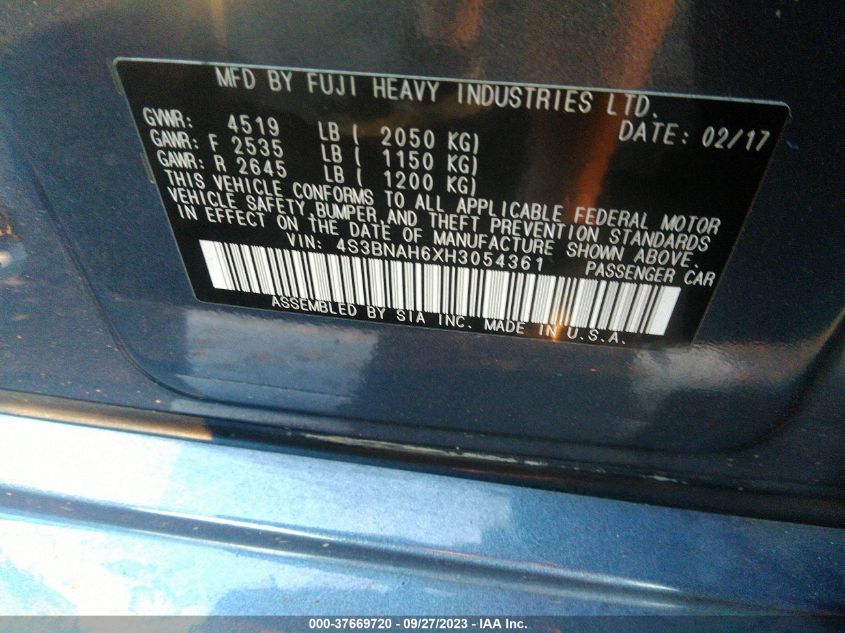 MFD BY FUJI HEAVY INDUSTRIES LTD.
GVWR: 4519 LB ( 2050 KG) DATE: 02/17
GAWR: F 2535 LB ( 1150 KG)
GAWR: R 2645 LB ( 1200 KG)
THIS VEHICLE CONFORMS TO ALL APPLICABLE FEDERAL MOTOR
VEHICLE SAFETY,BUMPER,AND THEFT PREVENTION STANDARDS
IN EFFECT ON THE DATE OF MANUFACTURE SHOWN ABOVE.
VIN: 4S3BNAH6XH3054361 PASSENGER CAR
ASSEMBLED BY SIA INC. MADE IN U.S.A.
000-37669720 - 09/27/2023 - IAA Inc.